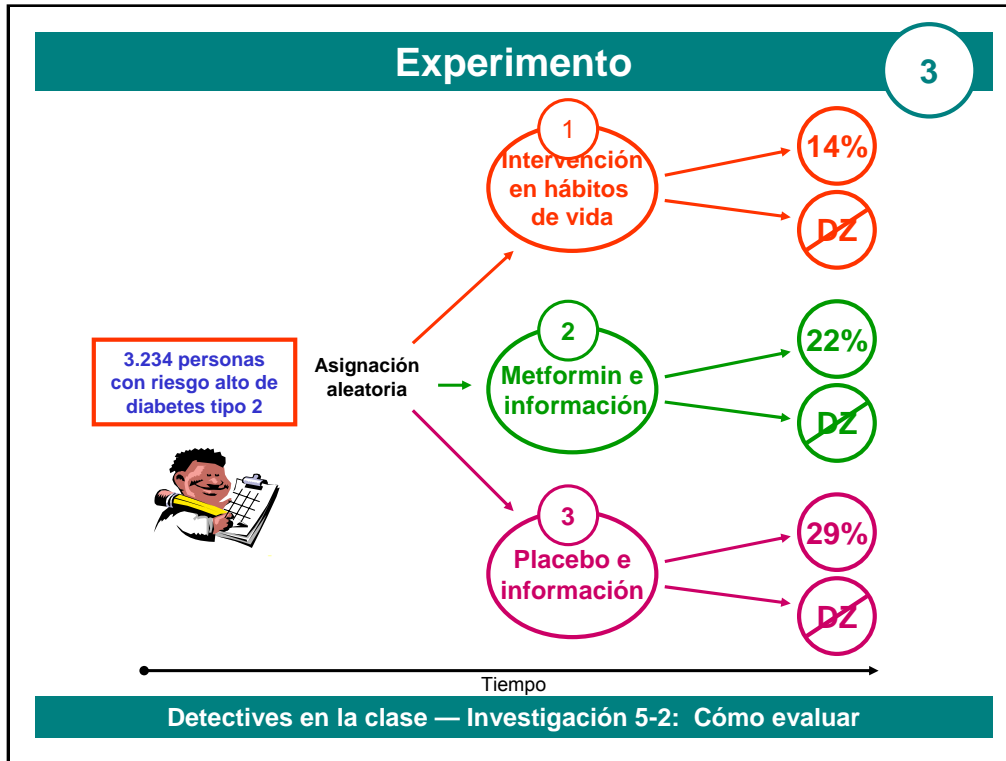 Experimento
3
1
Intervención
en hábitos
de vida
14%
DZ
3.234 personas
con riesgo alto de
diabetes tipo 2
Asignación
aleatoria
2
Metformin e
información
22%
DZ
3
Placebo e
información
29%
DZ
Tiempo
Detectives en la clase — Investigación 5-2: Cómo evaluar